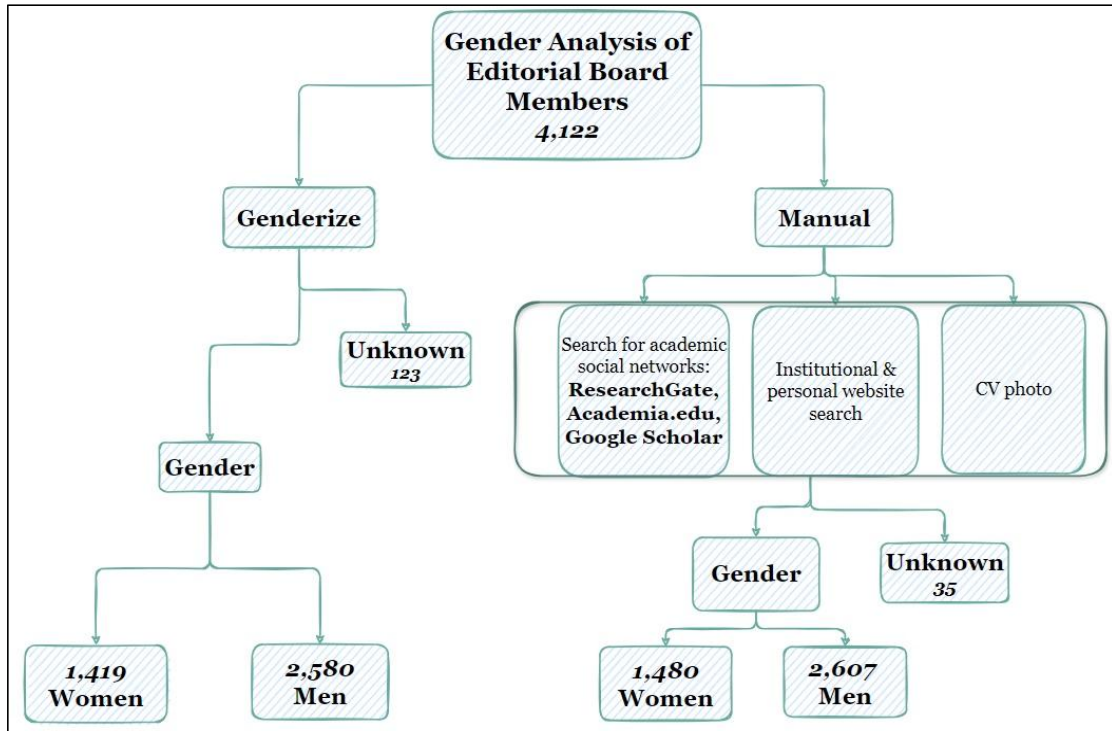 Gender Analysis of
Editorial Board
Members
4,122
Genderize
Manual
Unknown
123
Search for academic
social networks:
ResearchGate,
Academia.edu,
Google Scholar
Institutional &
personal website
search
CV photo
Gender
Gender
Unknown
35
1,419
Women
2,580
Men
1,480
Women
2,607
Men